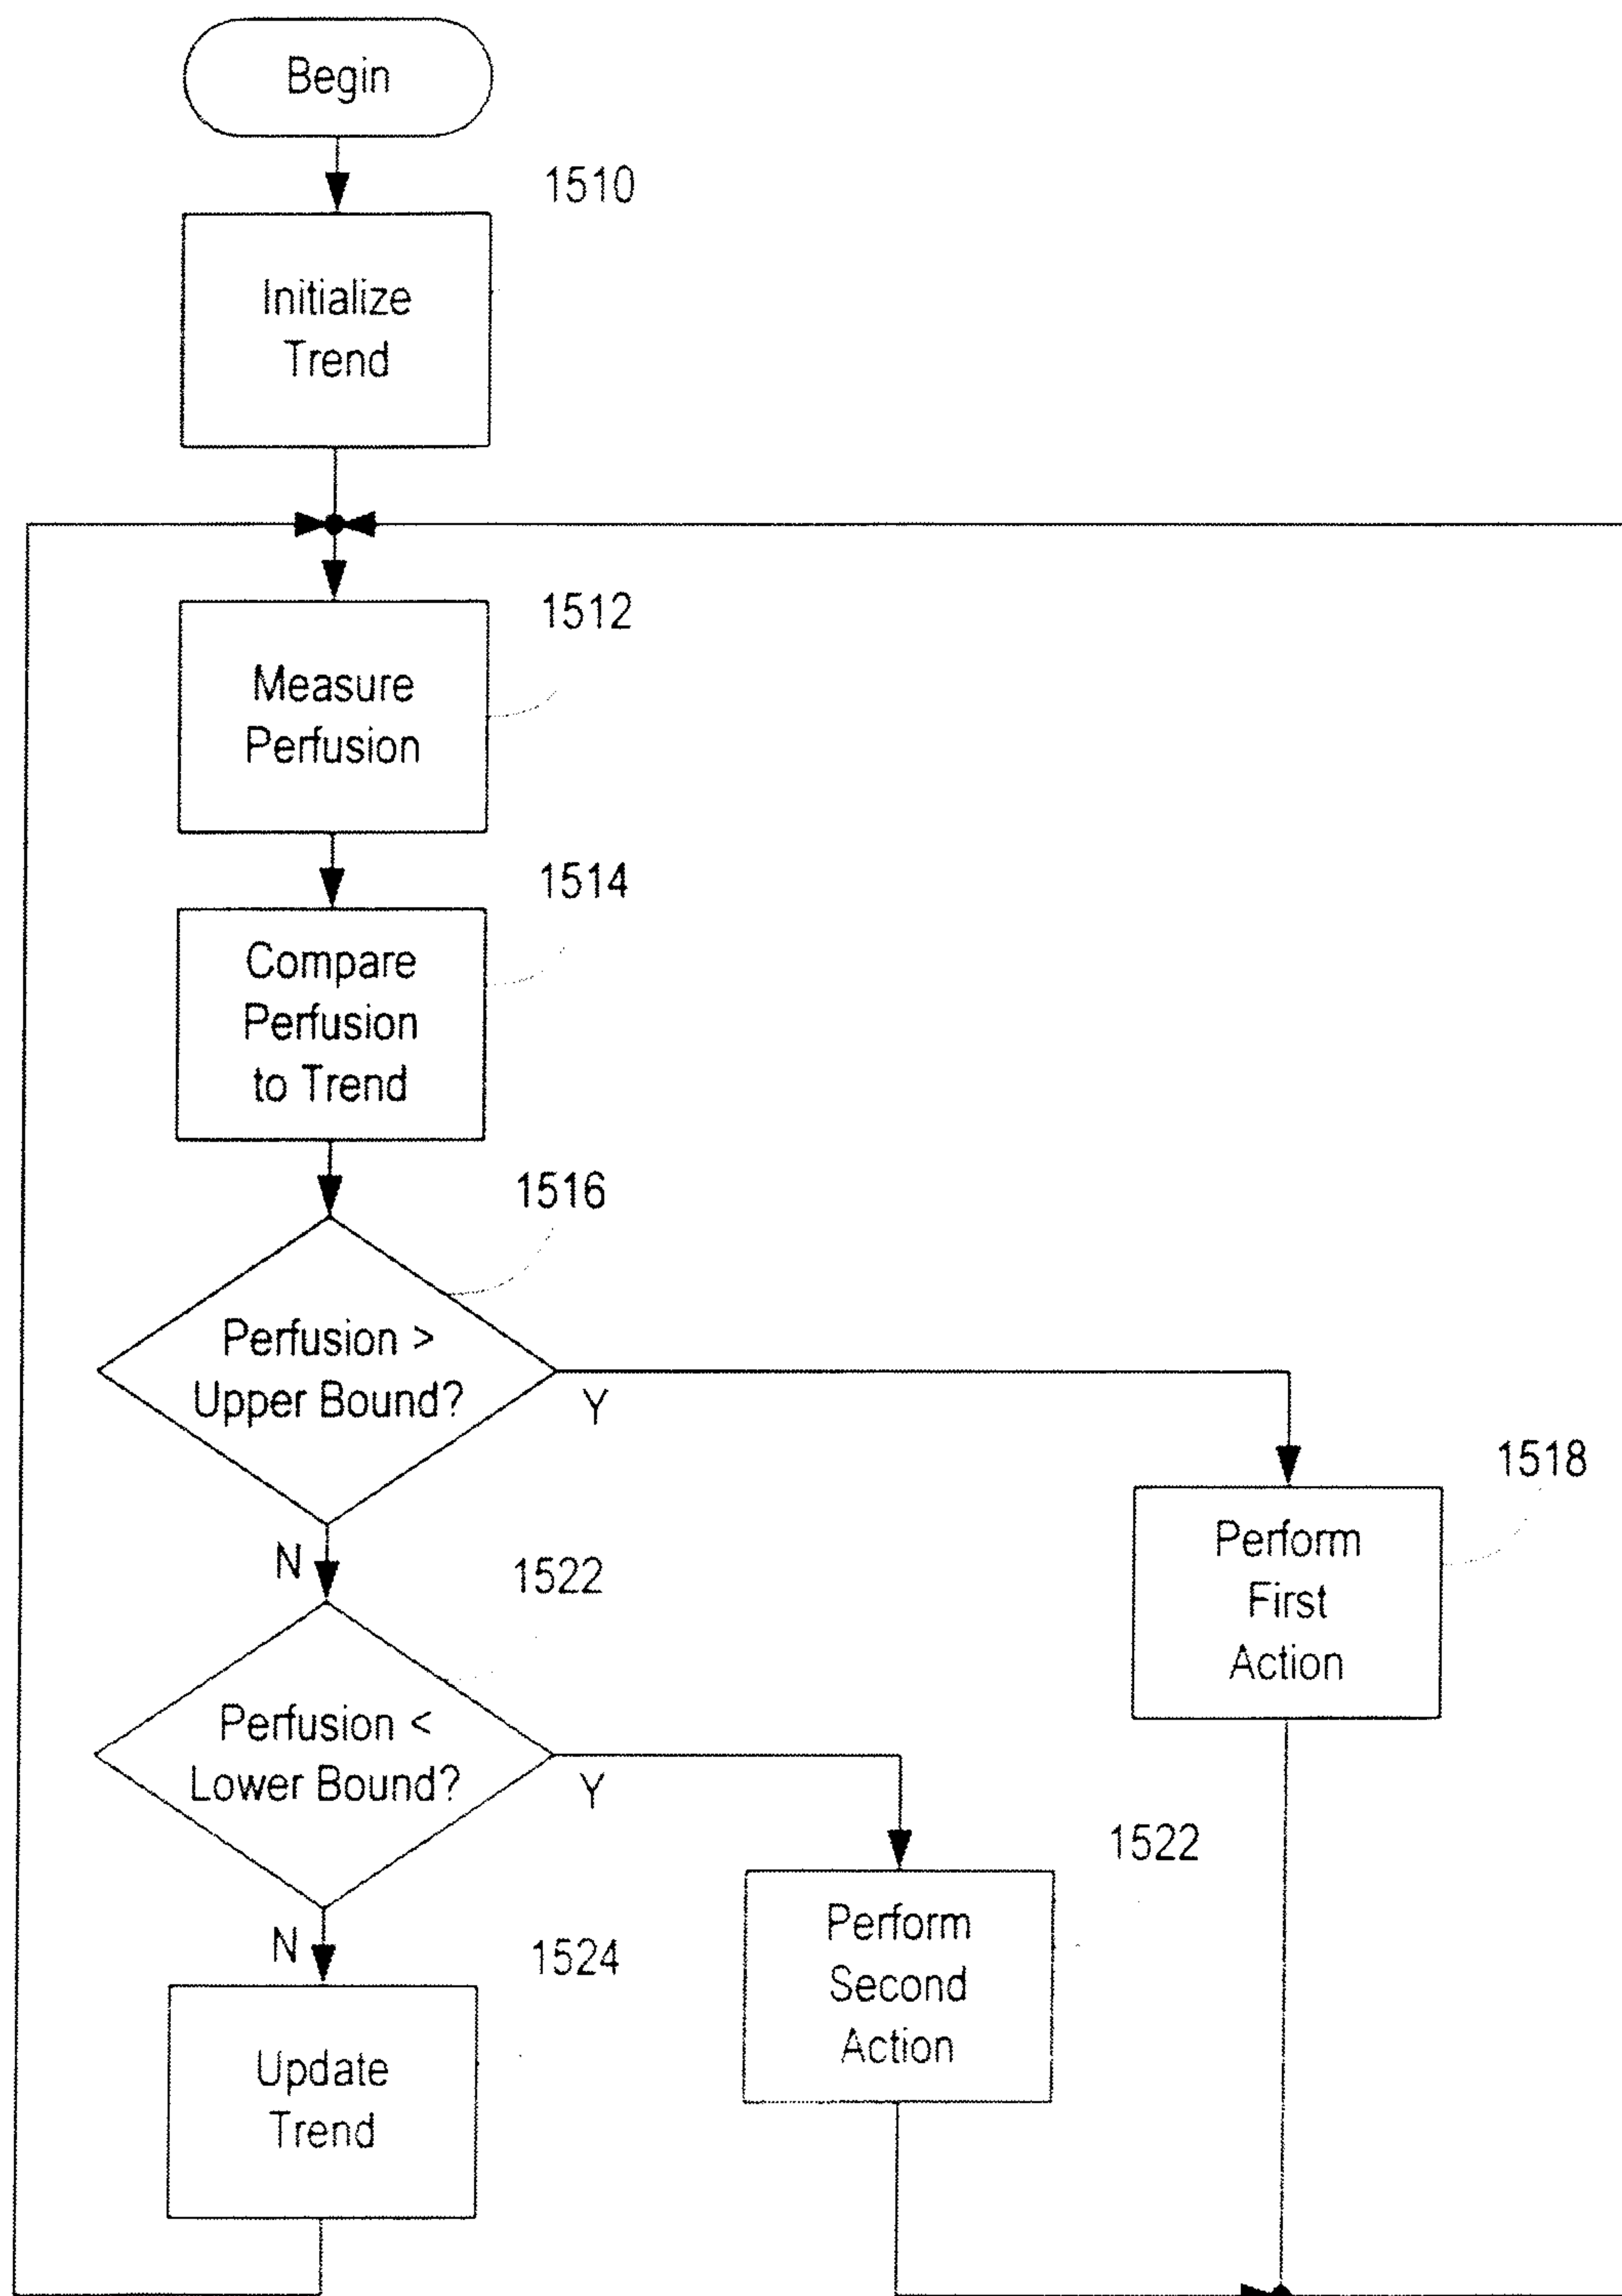 Begin
1510
Initialize
Trend
1512
Measure
Perfusion
1514
Compare
Perfusion
to Trend
1516
Perfusion >
Upper Bound?
Y
1518
Perform
First
Action
N
1522
Perfusion <
Lower Bound?
Y
1522
Perform
Second
Action
N
1524
Update
Trend